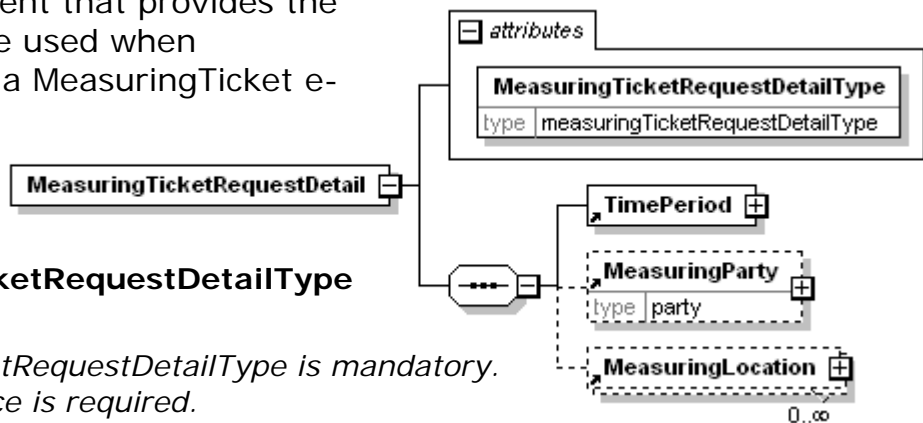 ent that provides the
e used when
a MeasuringTicket e-
attributes
MeasuringTicketRequestDetailType
type measuringTicketRequestDetailType
MeasuringTicketRequestDetail
TimePeriod
MeasuringParty
type party
MeasuringLocation
0..∞
ketRequestDetailType
etRequestDetailType is mandatory.
ce is required.